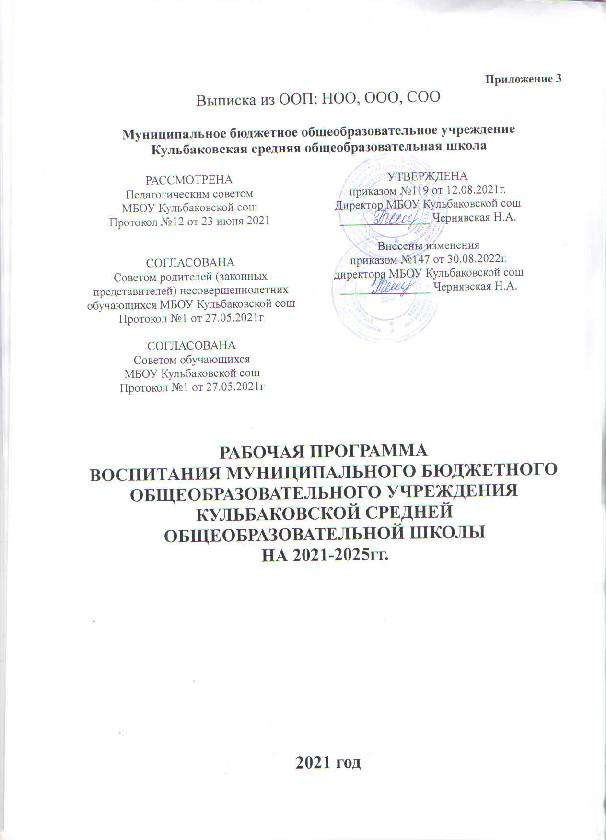 Приложение 3
Выписка из ООП: НОО, ООО, СОО
Муниципальное бюджетное общеобразовательное учреждение
Кульбаковская средняя общеобразовательная школа
РАССМОТРЕНА
Педагогическим советом
МБОУ Кульбаковской сош
Протокол №12 от 23 июня 2021
СОГЛАСОВАНА
Советом родителей (законных
представителей) несовершеннолетних
обучающихся МБОУ Кульбаковской сош
Протокол №1 от 27.05.2021г
СОГЛАСОВАНА
Советом обучающихся
МБОУ Кульбаковской сош
Протокол №1 от 27.05.2021г
УТВЕРЖДЕНА
приказом №119 от 12.08.2021г.
Директор МБОУ Кульбаковской сош
Чернявская Н.А.
Внесены изменения
приказом №147 от 30.08.2022г.
директора МБОУ Кульбаковской сош
Чернявская Н.А.
РАБОЧАЯ ПРОГРАММА
ВОСПИТАНИЯ МУНИЦИПАЛЬНОГО БЮДЖЕТНОГО
ОБЩЕОБРАЗОВАТЕЛЬНОГО УЧРЕЖДЕНИЯ
КУЛЬБАКОВСКОЙ СРЕДНЕЙ
ОБЩЕОБРАЗОВАТЕЛЬНОЙ ШКОЛЫ
НА 2021-2025гг.
2021 год